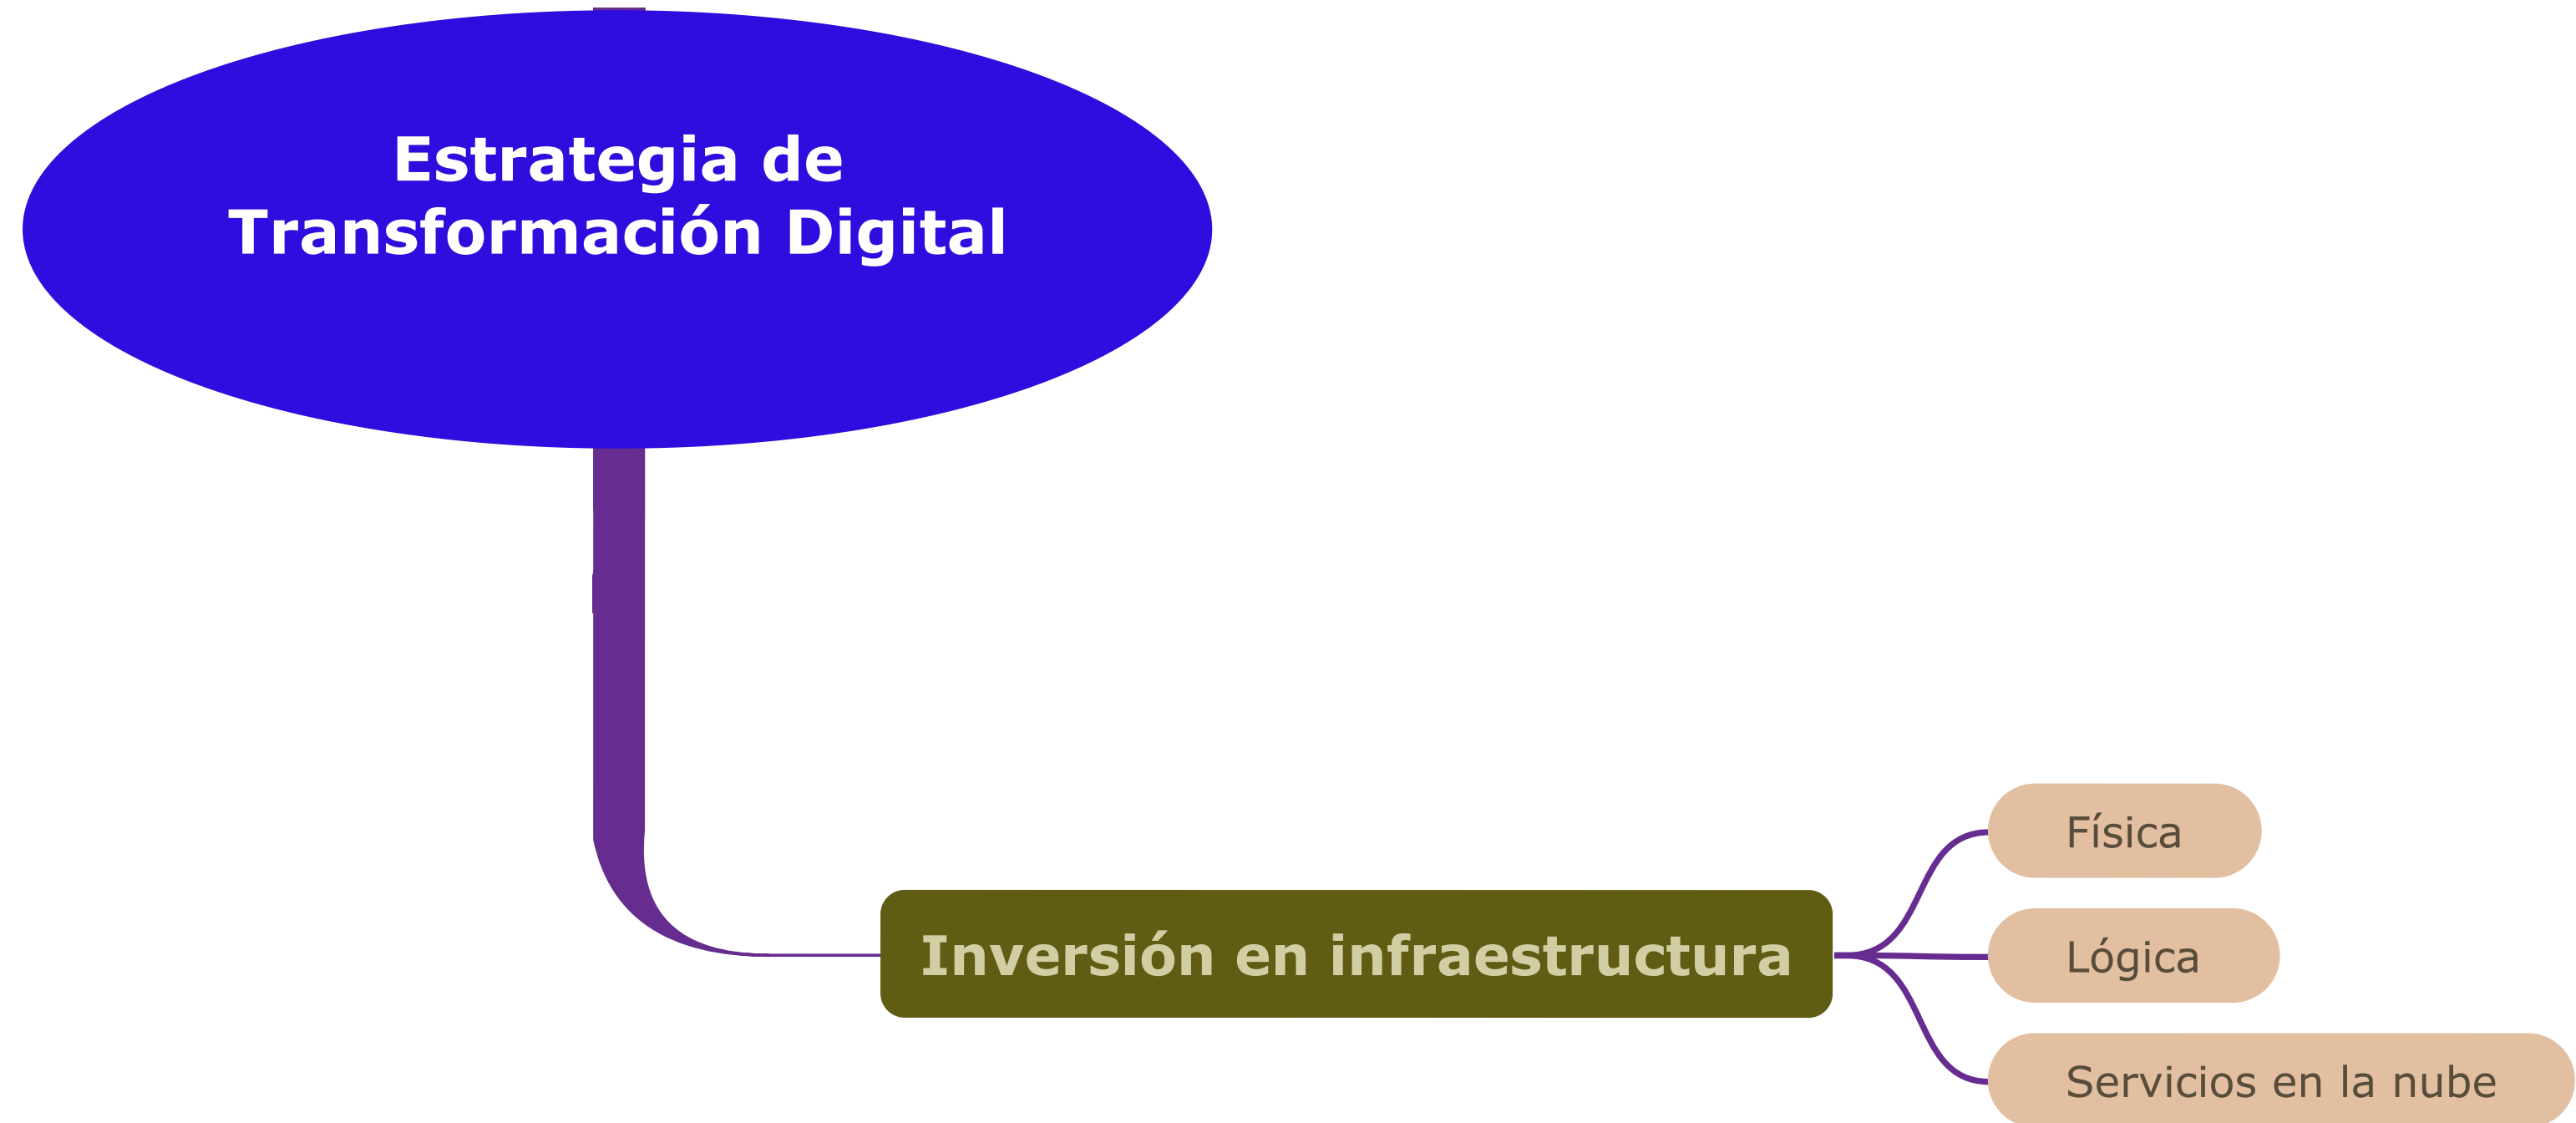 Estrategia de
Transformación Digital
Inversión en infraestructura
Física
Lógica
Servicios en la nube